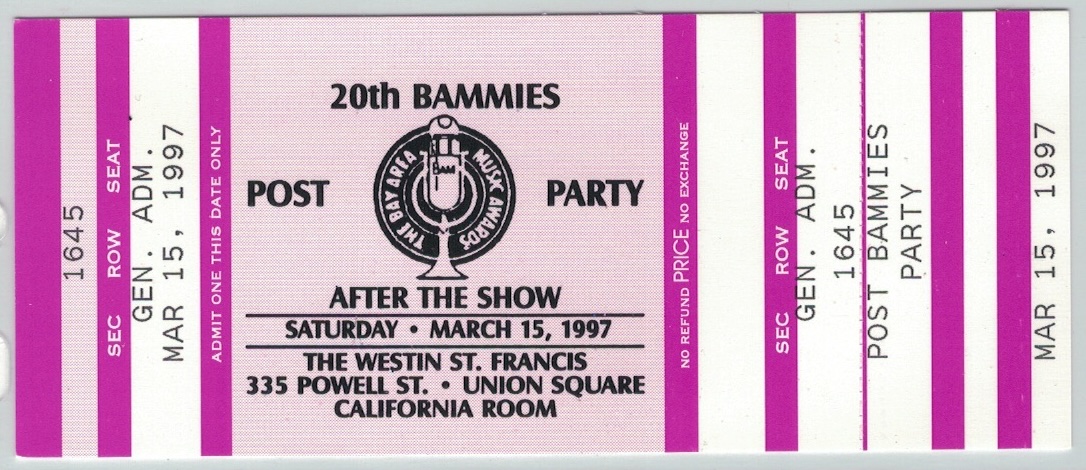 1645
SEC ROW SEAT
GEN. ADM.
MAR 15, 1997
ADMIT ONE THIS DATE ONLY
20th BAMMIES
POST PARTY
THE BAY AREA MUSIC AWARDS
BAM
AFTER THE SHOW
SATURDAY • MARCH 15, 1997
THE WESTIN ST. FRANCIS
335 POWELL ST. • UNION SQUARE
CALIFORNIA ROOM
NO REFUND PRICE NO EXCHANGE
SEC ROW SEAT
GEN. ADM.
1645
POST BAMMIES
PARTY
MAR 15, 1997